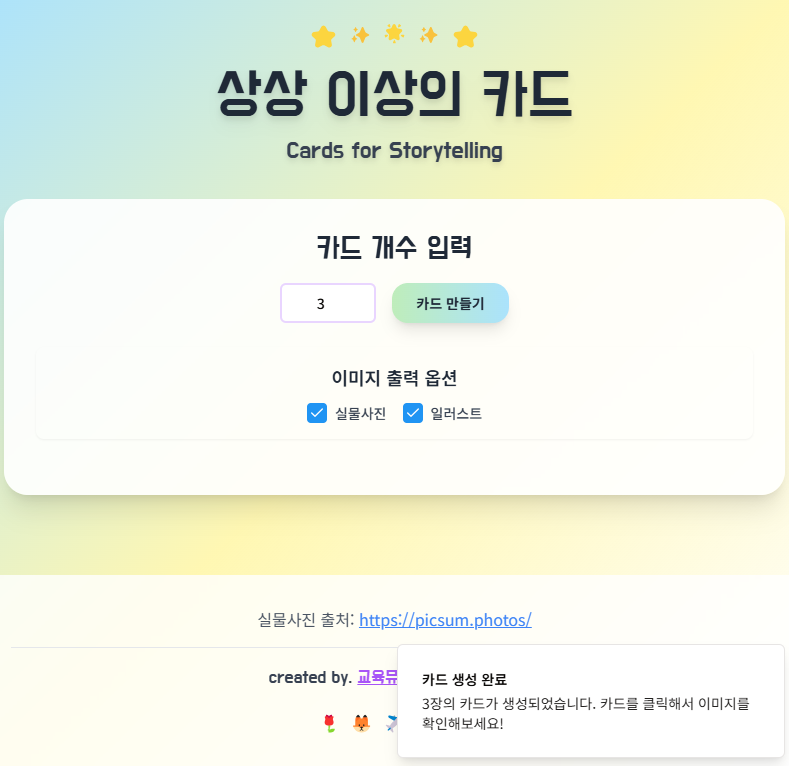 상상 이상의 카드
Cards for Storytelling
카드 개수 입력
3
카드 만들기
이미지 출력 옵션
실물사진
일러스트
실물사진 출처: https://picsum.photos/
created by. 교육뮤
카드 생성 완료
3장의 카드가 생성되었습니다. 카드를 클릭해서 이미지를
확인해보세요!